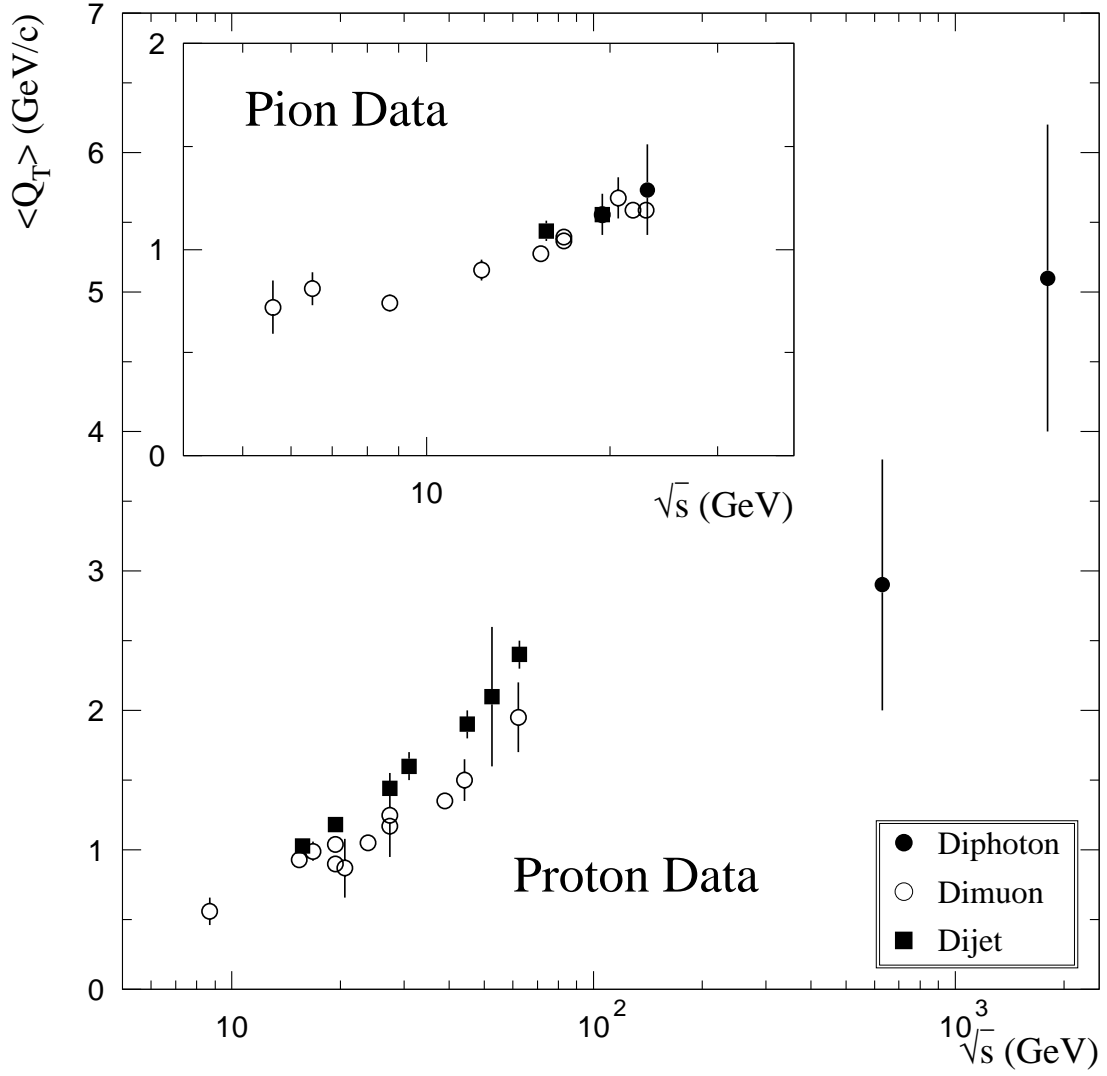 <Q_T> (GeV/c)
7
6
5
4
3
2
1
0
2
1
0
Pion Data
10
√s (GeV)
Proton Data
Diphoton
Dimuon
Dijet
10
10^2
10^3
√s (GeV)